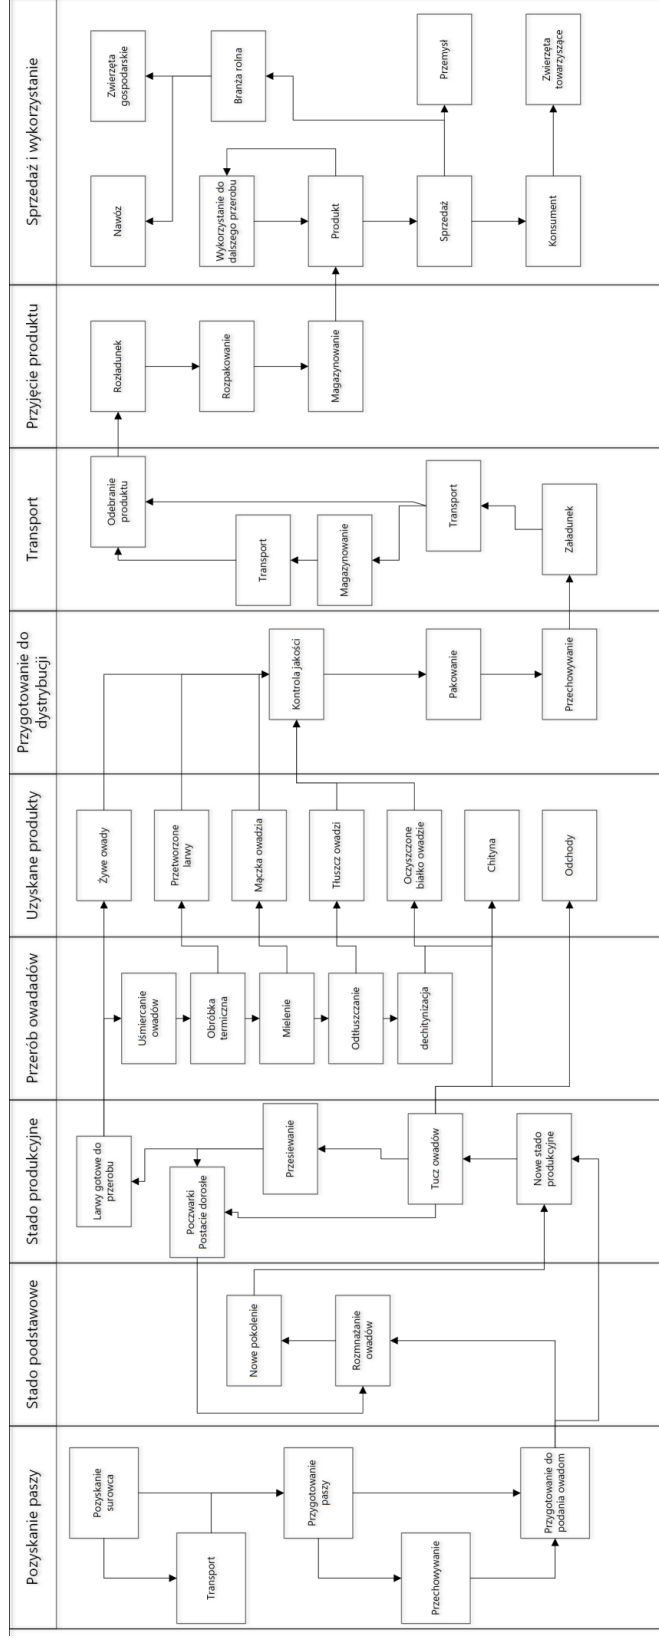 Pozyskanie paszy
Pozyskanie
surowca
Transport
Przygotowanie
paszy
Przechowywanie
Przygotowanie do
podania owadom
Stado podstawowe
Nowe pokolenie
Rozmnażanie
owadów
Stado produkcyjne
Larwy gotowe do
przerobu
Poczwarki
Postacie dorosłe
Przesiewanie
Tucz owadów
Nowe stado
produkcyjne
Przerób owadadów
Uśmiercanie
owadów
Obróbka
termiczna
Mielenie
Odtłuszczanie
dechitynizacja
Uzyskane produkty
Żywe owady
Przetworzone
larwy
Mączka owadzia
Tłuszcz owadzi
Oczyszczone
białko owadzie
Chityna
Odchody
Przygotowanie do
dystrybucji
Kontrola jakości
Pakowanie
Przechowywanie
Transport
Odebranie
produktu
Transport
Magazynowanie
Transport
Załadunek
Przyjęcie produktu
Rozładunek
Rozpakowanie
Magazynowanie
Sprzedaż i wykorzystanie
Nawóz
Zwierzęta
gospodarskie
Wykorzystanie do
dalszego przerobu
Branża rolna
Produkt
Sprzedaż
Przemysł
Konsument
Zwierzęta
towarzyszące